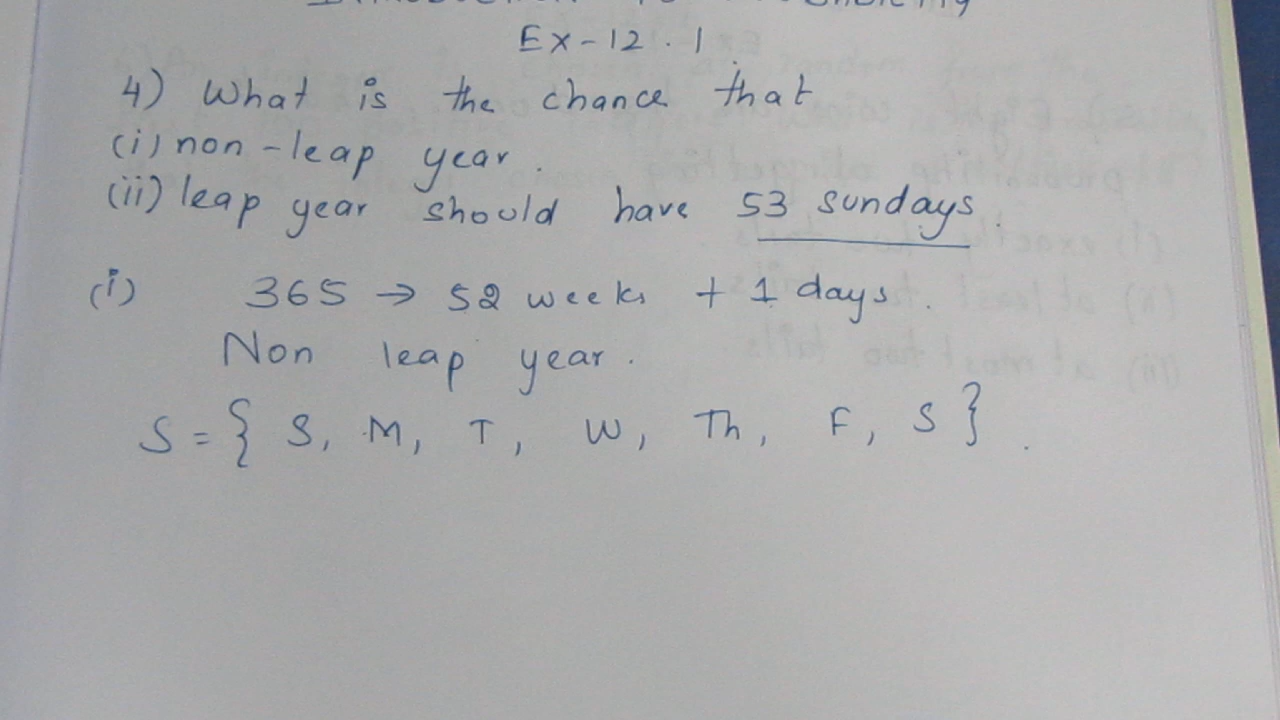 Ex-12.1
4) What is the chance that
(i) non-leap year.
(ii) leap year should have 53 sundays.
(i) 365 → 52 weeks + 1 days.
Non leap year.
S = { S, M, T, W, Th, F, S }.